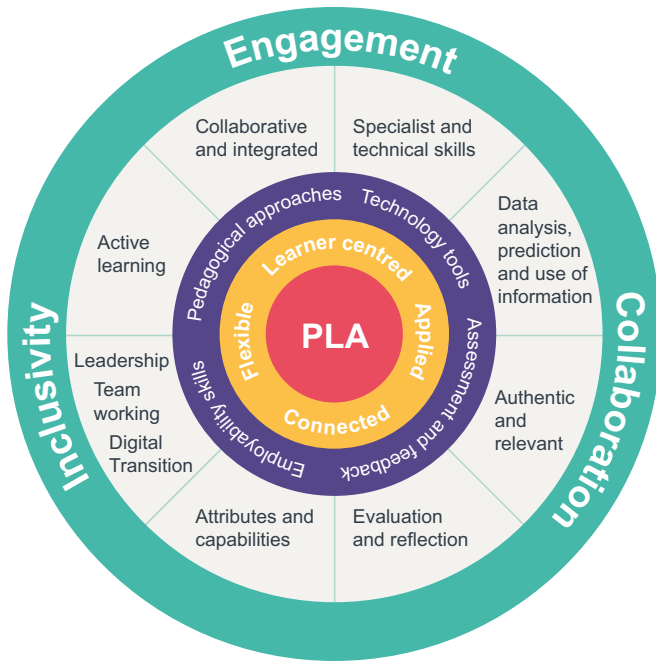 Engagement
Collaborative
and integrated
Specialist and
technical skills
Active
learning
Data
analysis,
prediction
and use of
information
Pedagogical approaches
Technology tools
Learner centred
Flexible
PLA
Applied
Connected
Employability skills
Assessment and feedback
Inclusivity
Collaboration
Leadership
Team
working
Digital
Transition
Authentic
and
relevant
Attributes and
capabilities
Evaluation
and reflection